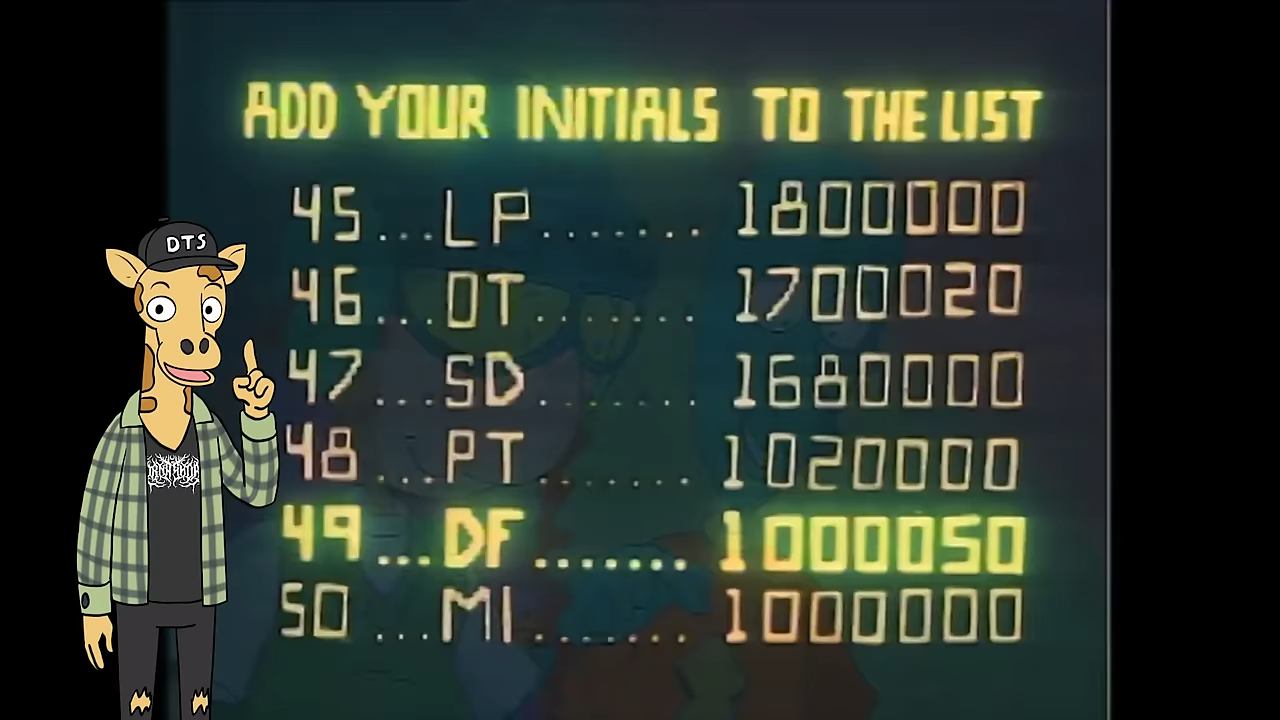 ADD YOUR INITIALS TO THE LIST
45...LP.......1800000
46...OT.......1700020
47...SD.......1680000
48...PT.......1020000
49...DF.......1000050
50...MI.......1000000
DTS